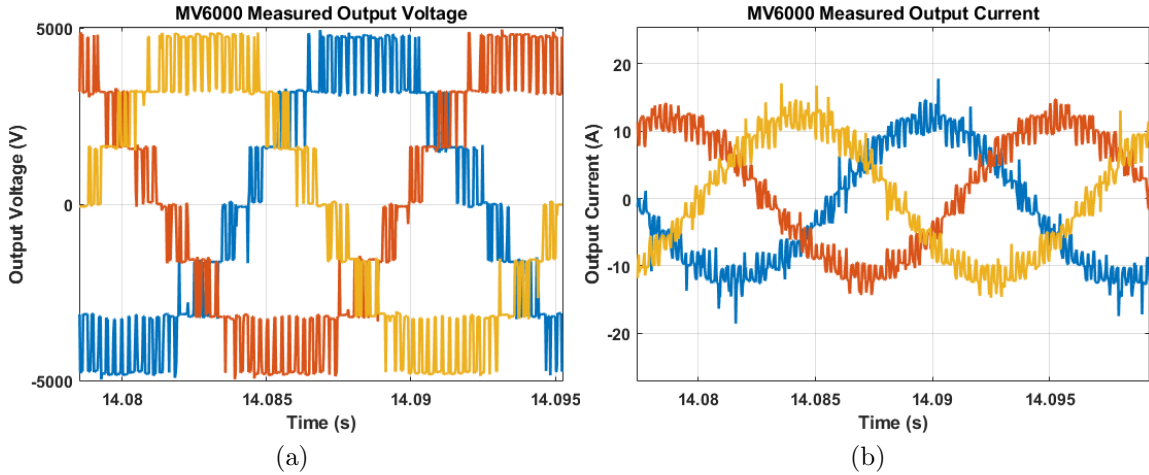 MV6000 Measured Output Voltage
5000
0
-5000
Output Voltage (V)
14.08
14.085
14.09
14.095
Time (s)
(a)
MV6000 Measured Output Current
20
10
0
-10
-20
Output Current (A)
14.08
14.085
14.09
14.095
Time (s)
(b)